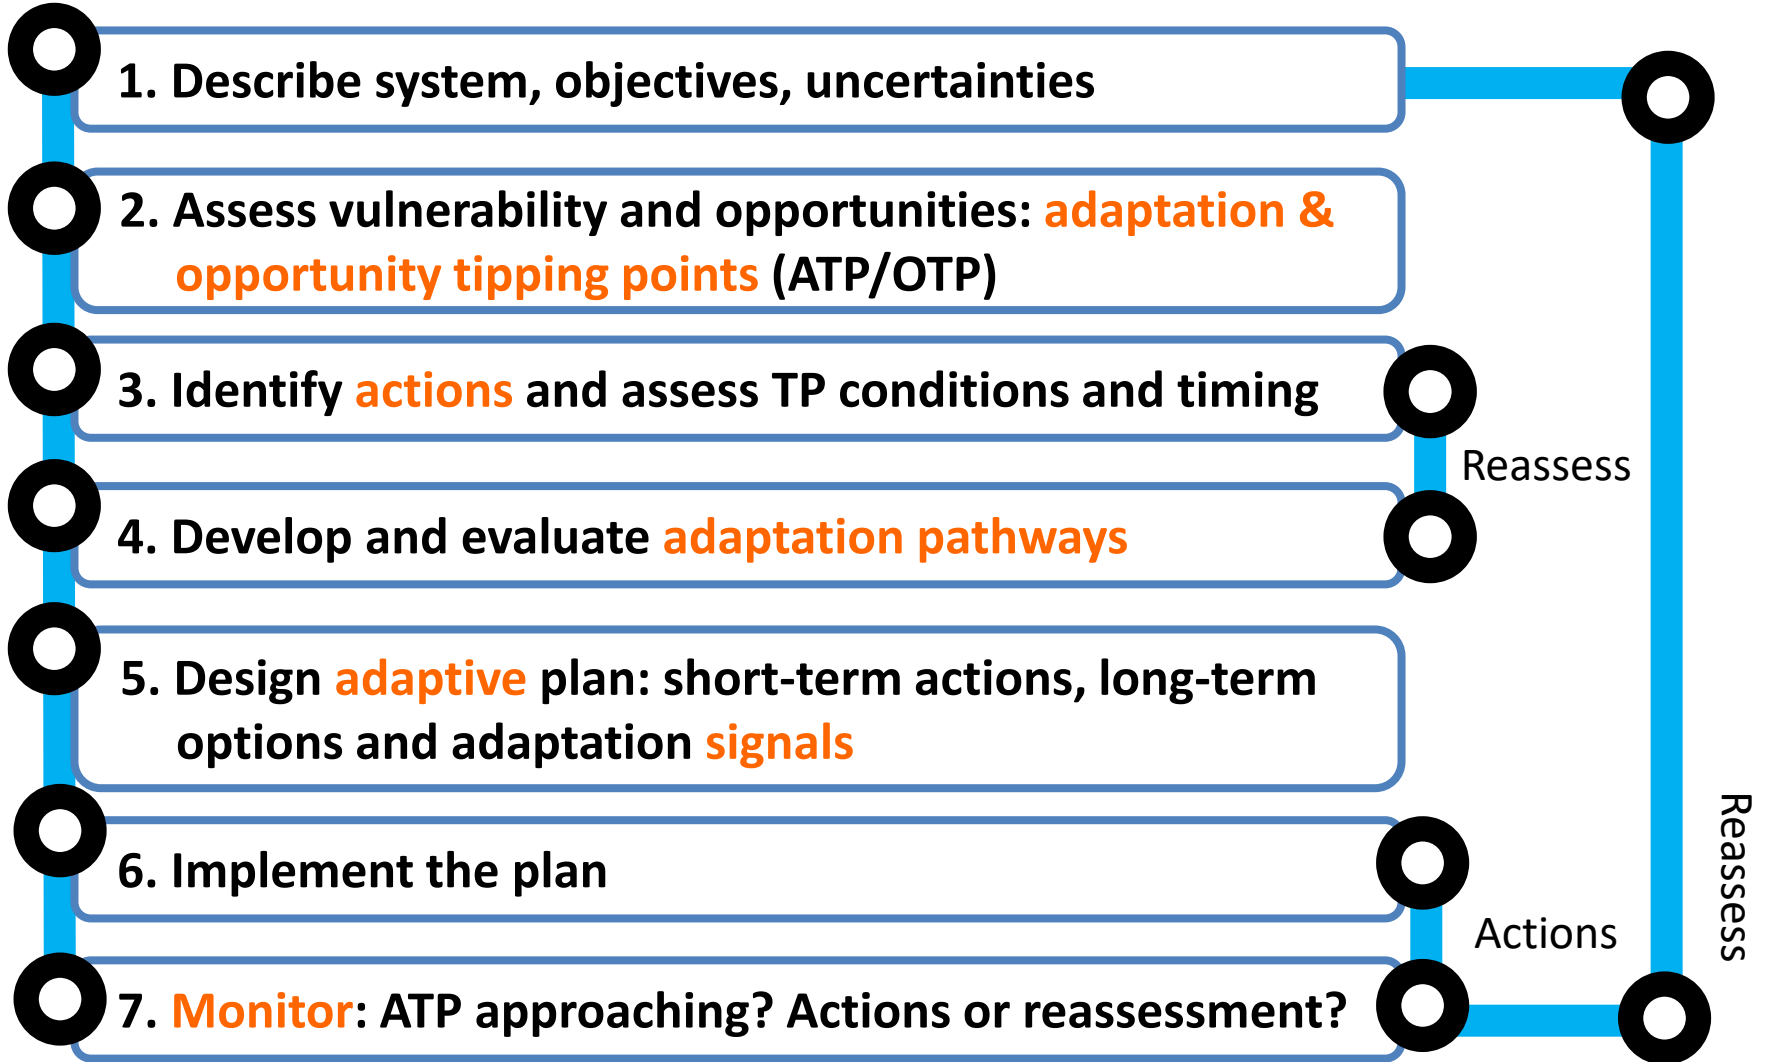 1. Describe system, objectives, uncertainties
2. Assess vulnerability and opportunities: adaptation &
opportunity tipping points (ATP/OTP)
3. Identify actions and assess TP conditions and timing
Reassess
4. Develop and evaluate adaptation pathways
5. Design adaptive plan: short-term actions, long-term
options and adaptation signals
6. Implement the plan
Actions
7. Monitor: ATP approaching? Actions or reassessment?
Reassess